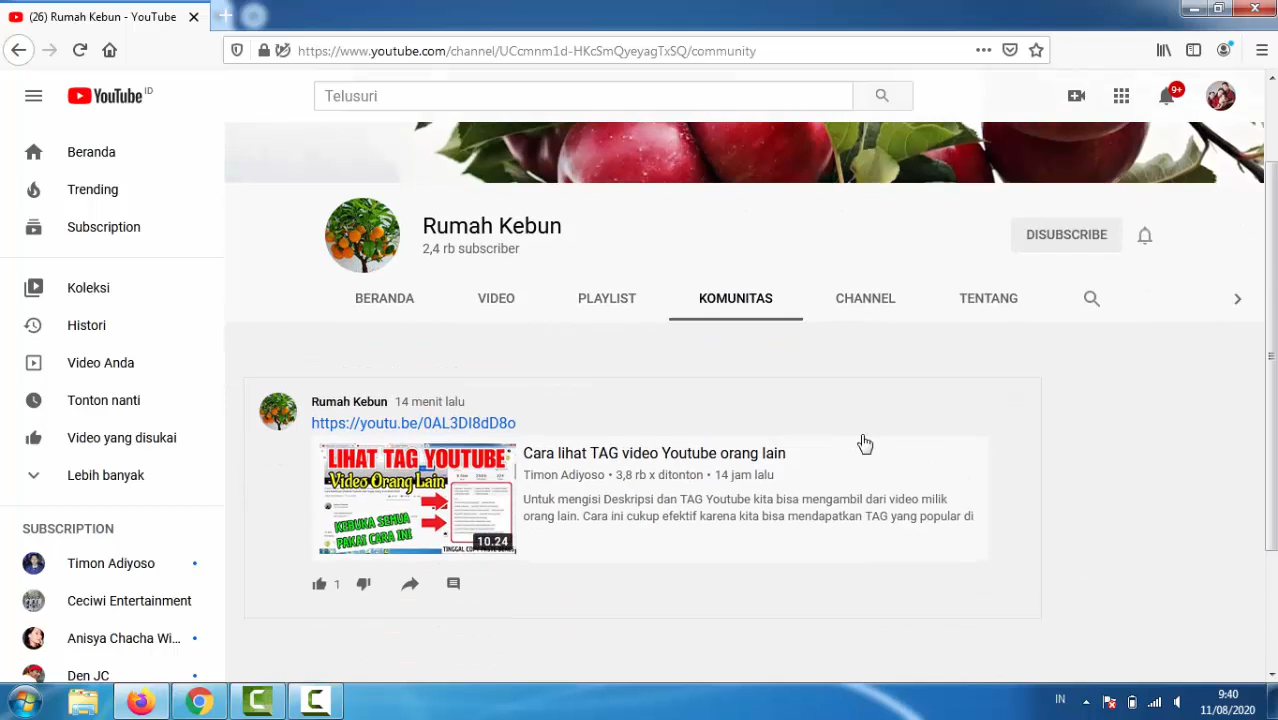 (26) Rumah Kebun - YouTube
https://www.youtube.com/channel/UCcmnm1d-HKcSmQyeyagTxSQ/community
YouTube ID
Telusuri
9+
Beranda
Trending
Subscription
Koleksi
Histori
Video Anda
Tonton nanti
Video yang disukai
Lebih banyak
SUBSCRIPTION
Timon Adiyoso
Ceciwi Entertainment
Anisya Chacha Wi...
Den JC
Rumah Kebun
2,4 rb subscriber
DISUBSCRIBE
BERANDA VIDEO PLAYLIST KOMUNITAS CHANNEL TENTANG
Rumah Kebun 14 menit lalu
https://youtu.be/0AL3DI8dD8o
LIHAT TAG YOUTUBE
Video Orang Lain
KEBUKA SEMUA
PAKAI CARA INI
10.24
Cara lihat TAG video Youtube orang lain
Timon Adiyoso • 3,8 rb x ditonton • 14 jam lalu
Untuk mengisi Deskripsi dan TAG Youtube kita bisa mengambil dari video milik
orang lain. Cara ini cukup efektif karena kita bisa mendapatkan TAG yang popular di
1
IN
9:40
11/08/2020